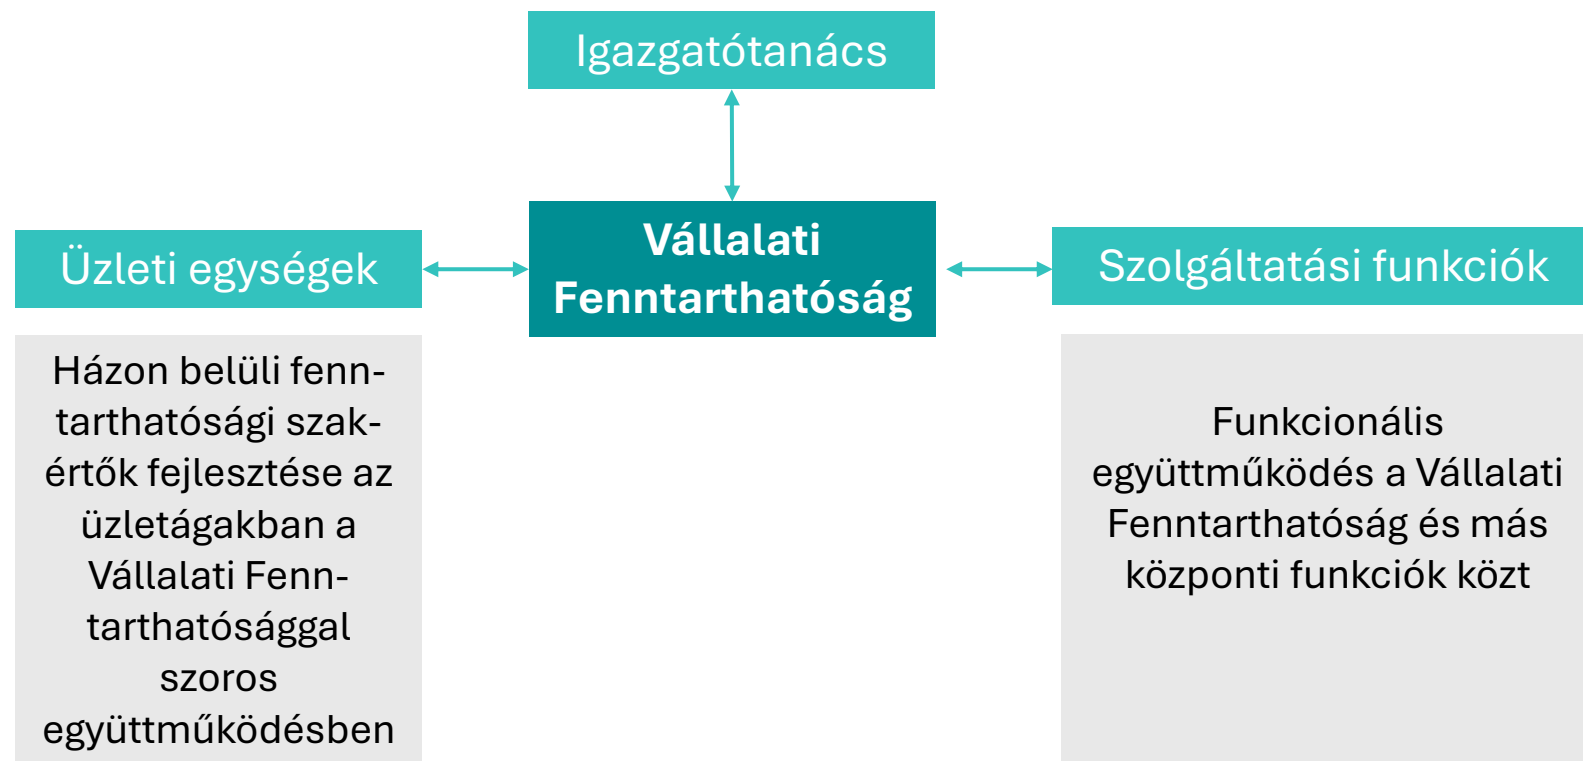 Igazgatótanács
Vállalati
Fenntarthatóság
Üzleti egységek
Házon belüli fenn-
tarthatósági szak-
értők fejlesztése az
üzletágakban a
Vállalati Fenn-
tarthatósággal
szoros
együttműködésben
Szolgáltatási funkciók
Funkcionális
együttműködés a Vállalati
Fenntarthatóság és más
központi funkciók közt